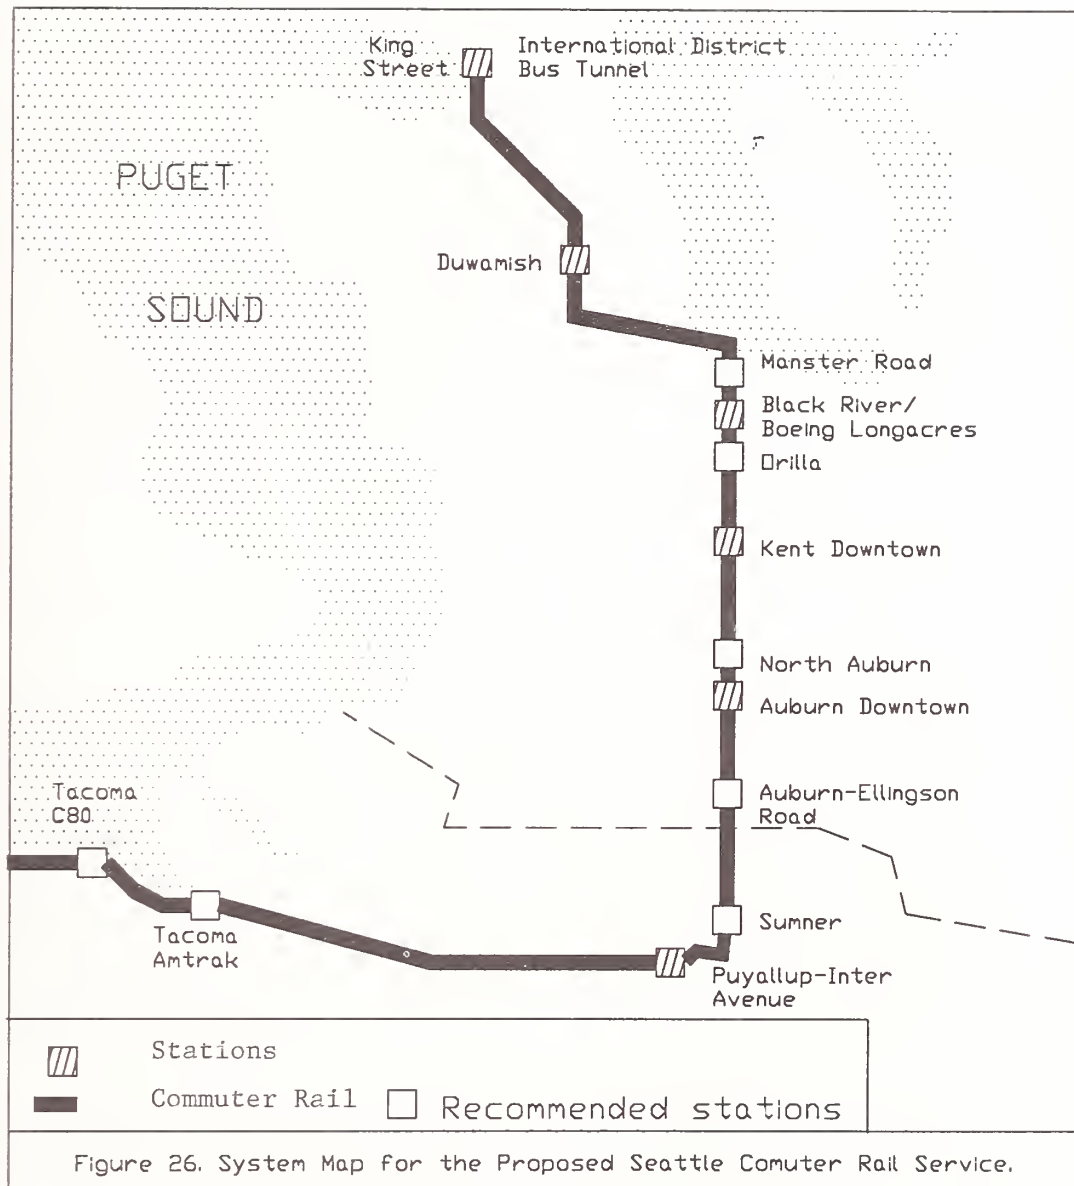 King
Street
International District
Bus Tunnel
PUGET
SOUND
Duwamish
Manster Road
Black River/
Boeing Longacres
Orilla
Kent Downtown
North Auburn
Auburn Downtown
Auburn-Ellingson
Road
Tacoma
C80
Sumner
Tacoma
Amtrak
Puyallup-Inter
Avenue
Stations
Commuter Rail
Recommended stations
Figure 26. System Map for the Proposed Seattle Comuter Rail Service.